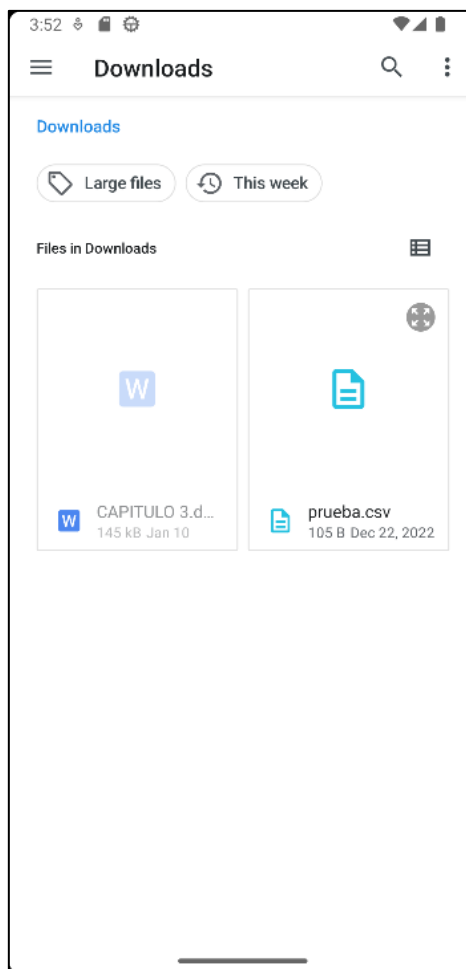 3:52
Downloads
Downloads
Large files
This week
Files in Downloads
W
W
CAPITULO 3.d...
145 kB Jan 10
prueba.csv
105 B Dec 22, 2022